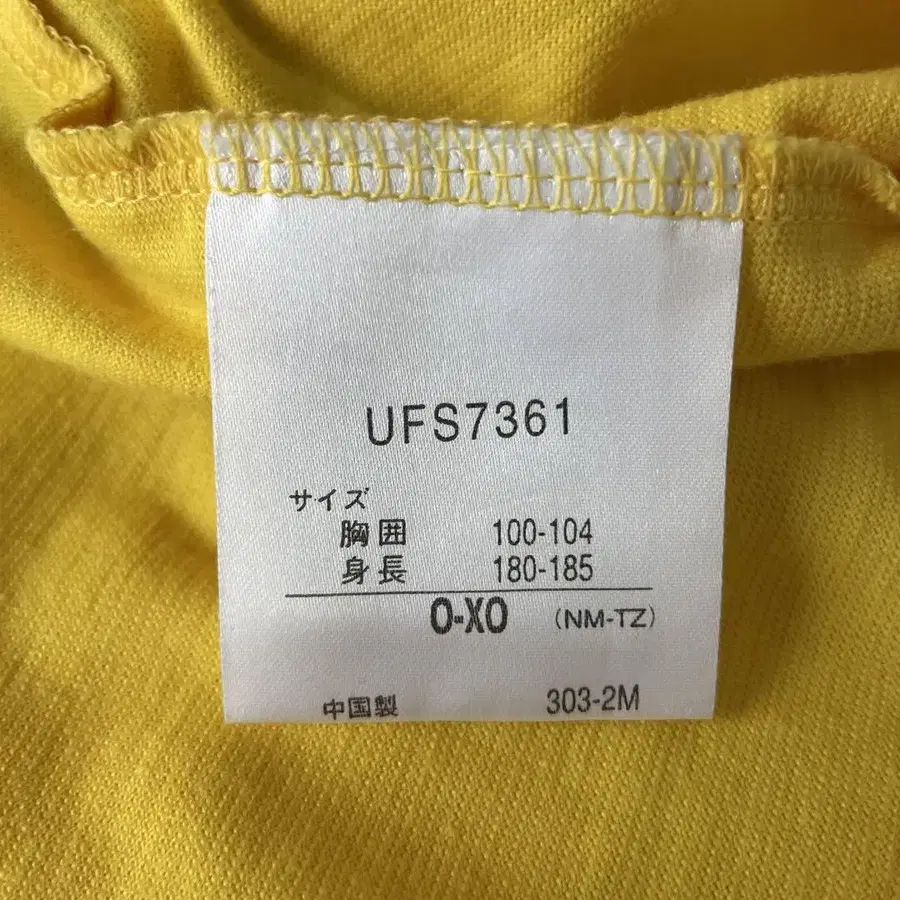 UFS7361
サイズ
胸囲 100-104
身長 180-185
O-XO (NM-TZ)
中国製 303-2M